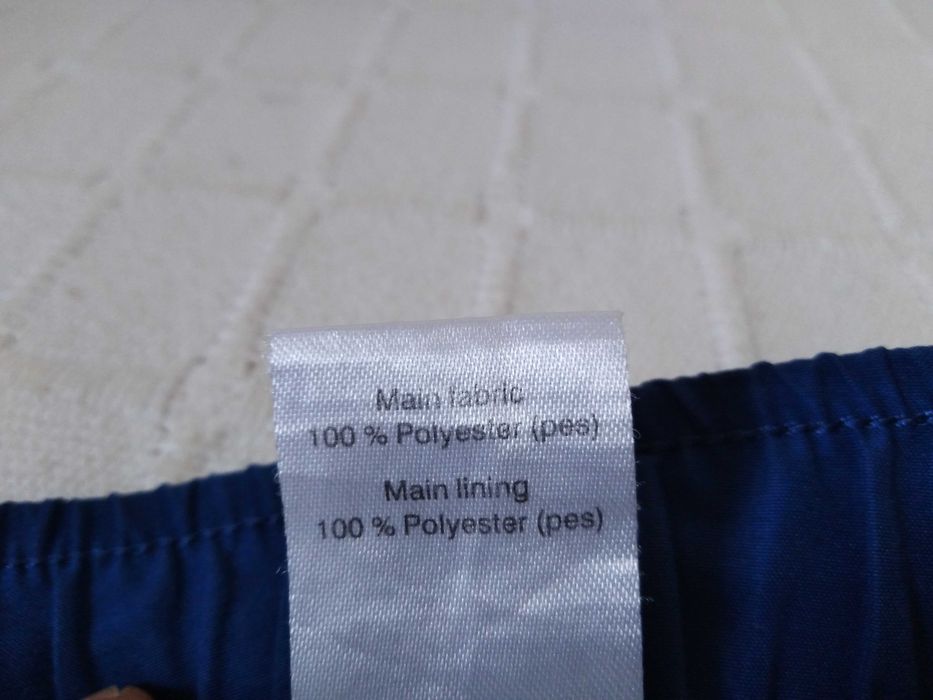 Main fabric
100 % Polyester (pes)
Main lining
100 % Polyester (pes)